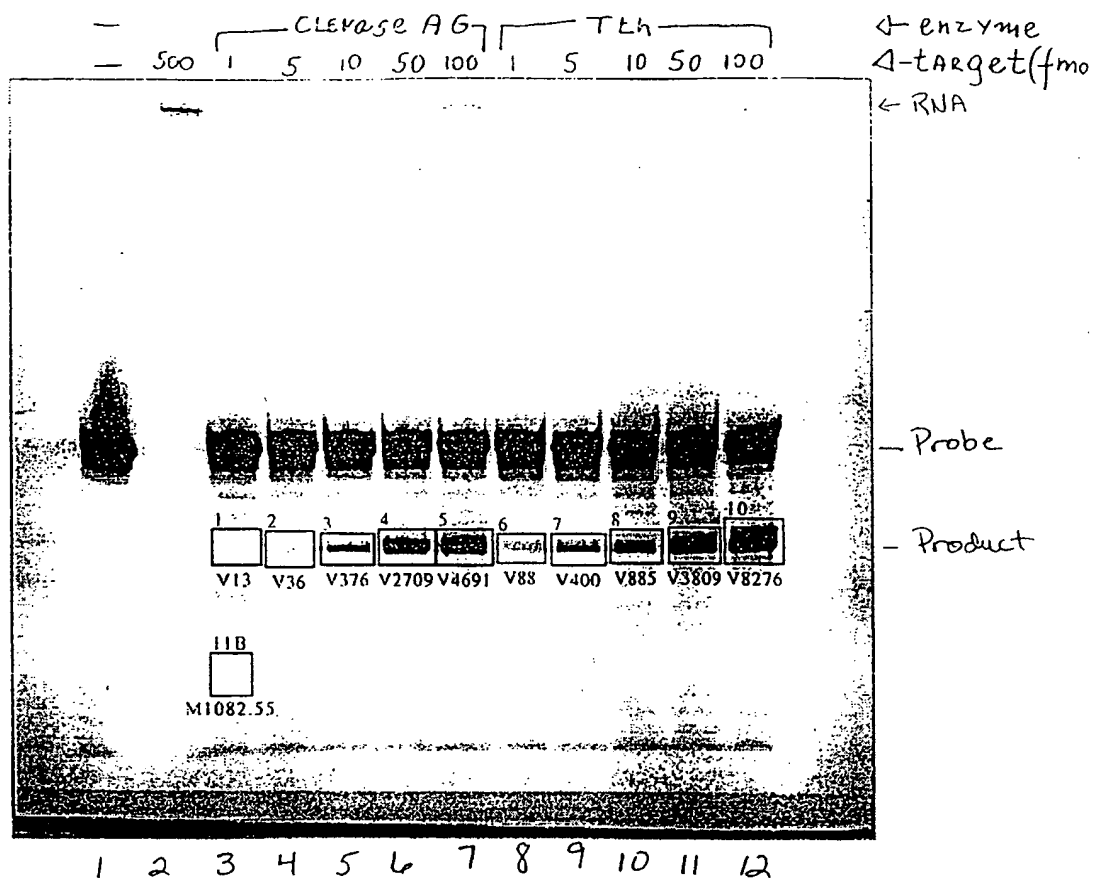 — CLEVASE AG Tth ← enzyme
— 500 1 5 10 50 100 1 5 10 50 100 ◁-tARget(fmo
← RNA
— Probe
1 2 3 4 5 6 7 8 9 10
— Product
V13 V36 V376 V2709 V4691 V88 V400 V885 V3809 V8276
11B
M1082.55
1 2 3 4 5 6 7 8 9 10 11 12